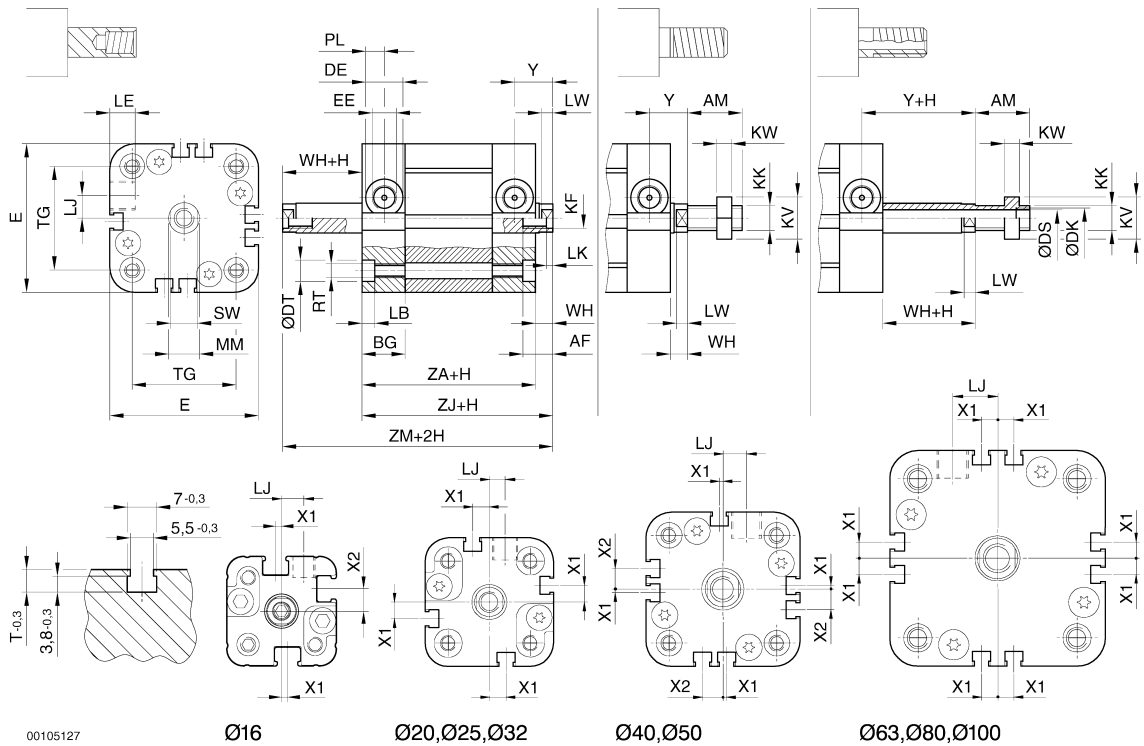 PL
DE
EE
Y
LW
Y
AM
KW
Y+H
AM
KW
LE
WH+H
KK
KV
KK
KV
E
TG
LJ
KF
LK
ØDS
ØDK
ØDT
RT
LB
WH
LW
LW
SW
MM
BG
AF
WH
WH+H
TG
ZA+H
E
ZJ+H
ZM+2H
LJ
X1
X1
7-0,3
5,5-0,3
T-0,3
3,8-0,3
LJ
X1
X2
X1
LJ
X1
X1
X1
X1
LJ
X1
X2
X1
X1
X2
X2
X1
X1
X1
X1
X1
X1
X1
00105127
Ø16
Ø20,Ø25,Ø32
Ø40,Ø50
Ø63,Ø80,Ø100